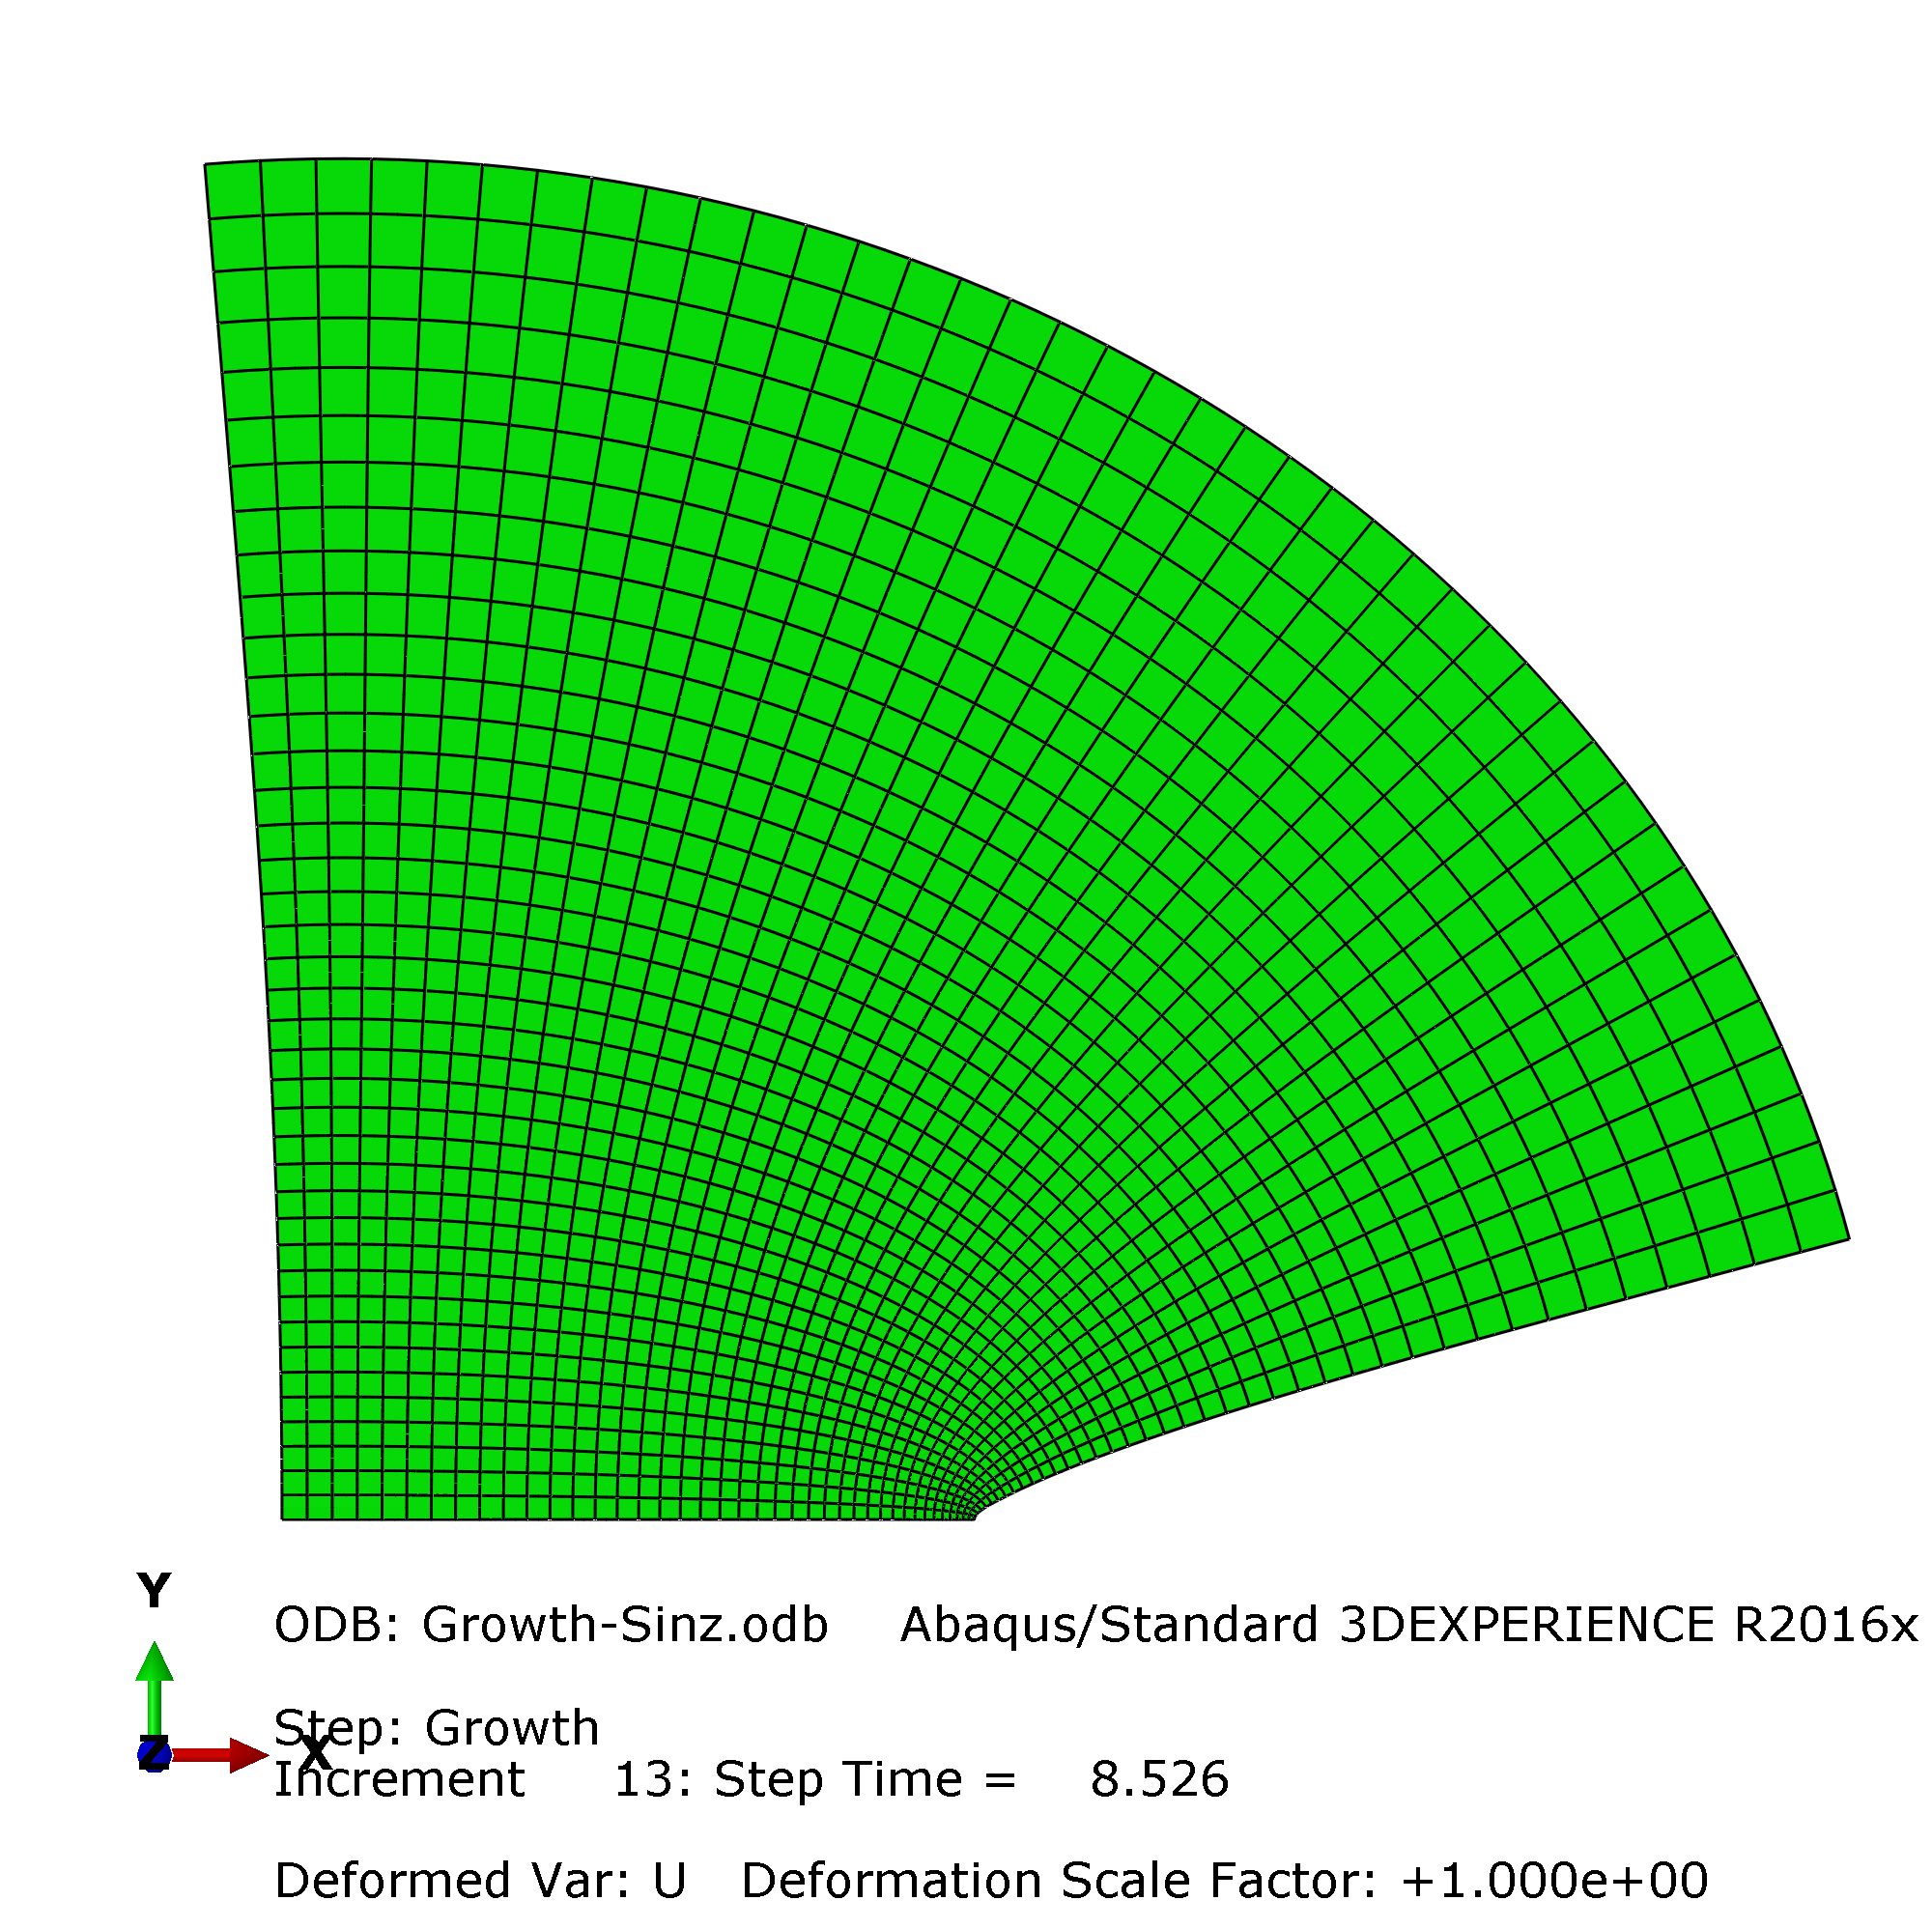 Y
ODB: Growth-Sinz.odb Abaqus/Standard 3DEXPERIENCE R2016x
Step: Growth
Z X
Increment 13: Step Time = 8.526
Deformed Var: U Deformation Scale Factor: +1.000e+00